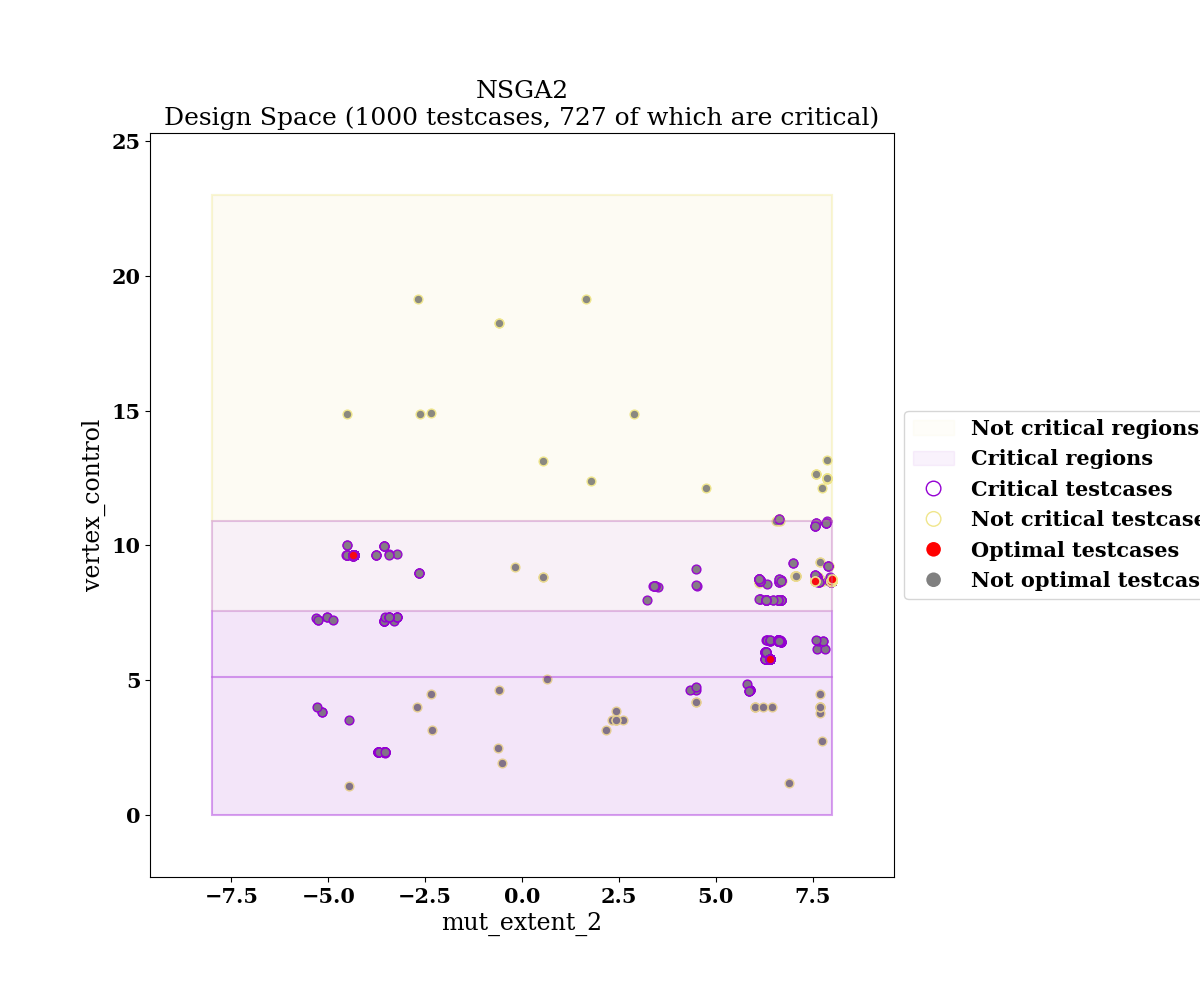 NSGA2
Design Space (1000 testcases, 727 of which are critical)
25
20
15
10
5
0
vertex_control
−7.5
−5.0
−2.5
0.0
2.5
5.0
7.5
mut_extent_2
Not critical regions
Critical regions
Critical testcases
Not critical testcase
Optimal testcases
Not optimal testcas